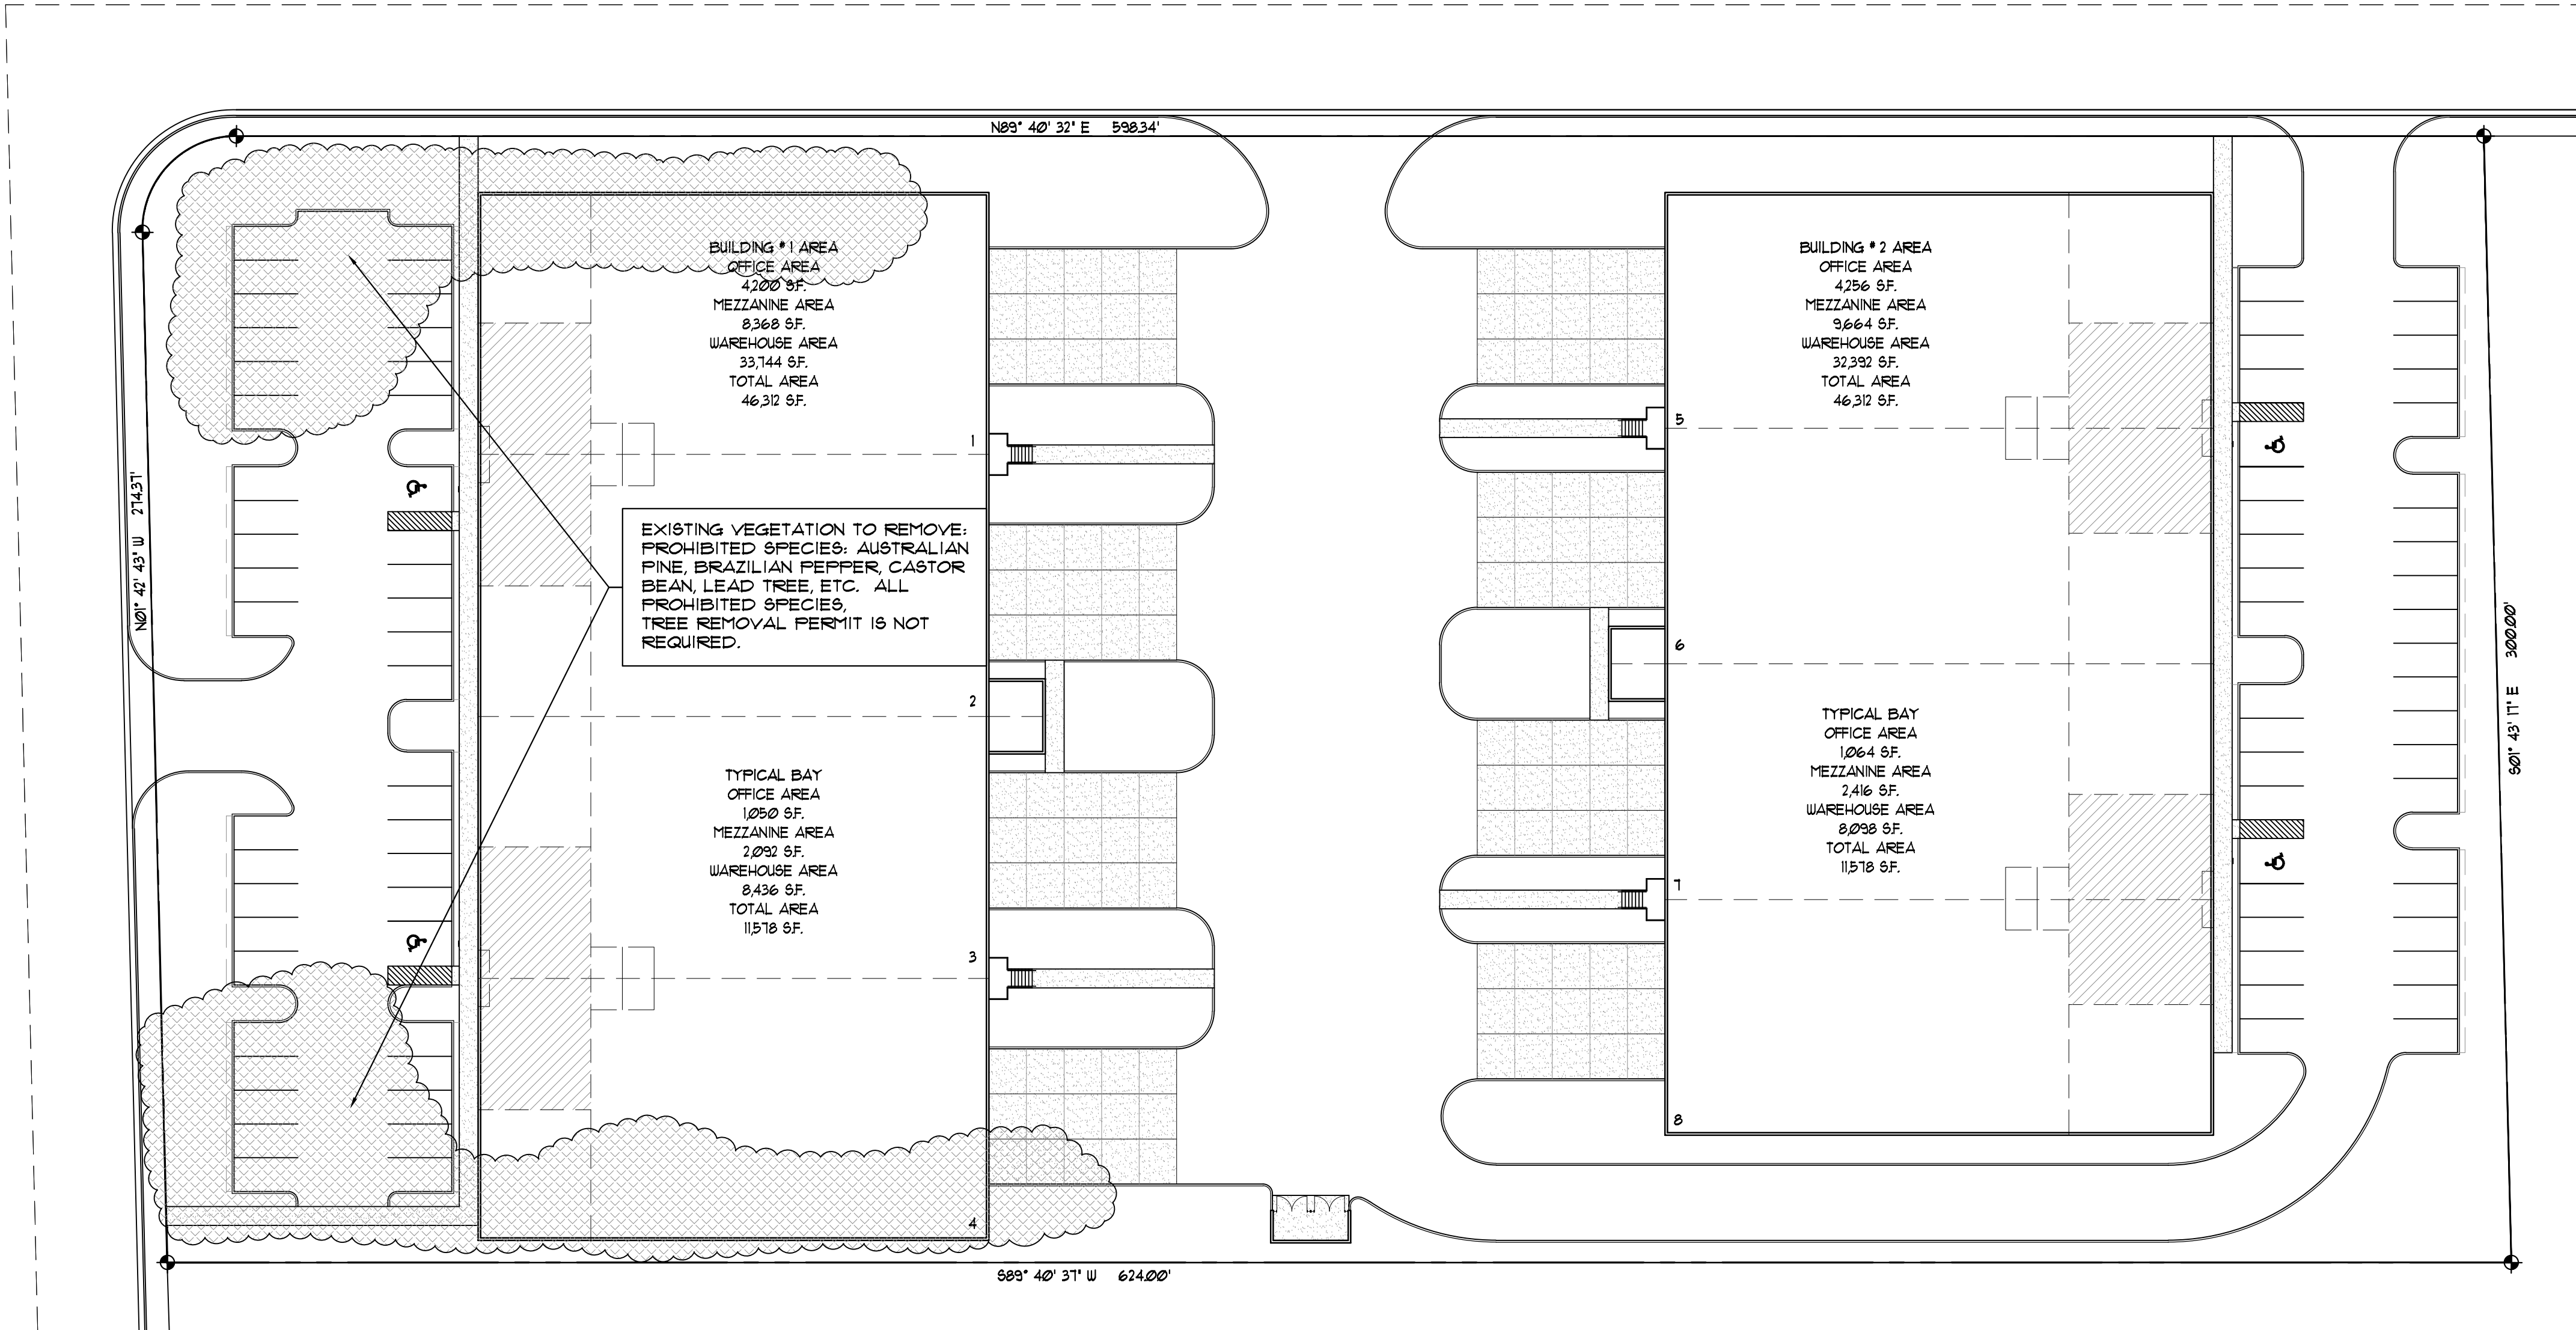 N89° 40' 32" E 598.34'
BUILDING # 1 AREA
OFFICE AREA
4,200 S.F.
MEZZANINE AREA
8,368 S.F.
WAREHOUSE AREA
33,744 S.F.
TOTAL AREA
46,312 S.F.
BUILDING # 2 AREA
OFFICE AREA
4,256 S.F.
MEZZANINE AREA
9,664 S.F.
WAREHOUSE AREA
32,392 S.F.
TOTAL AREA
46,312 S.F.
1
5
N01° 42' 43" W 274.37'
EXISTING VEGETATION TO REMOVE:
PROHIBITED SPECIES: AUSTRALIAN
PINE, BRAZILIAN PEPPER, CASTOR
BEAN, LEAD TREE, ETC. ALL
PROHIBITED SPECIES,
TREE REMOVAL PERMIT IS NOT
REQUIRED.
2
6
S01° 43' 17" E 300.00'
TYPICAL BAY
OFFICE AREA
1,050 S.F.
MEZZANINE AREA
2,092 S.F.
WAREHOUSE AREA
8,436 S.F.
TOTAL AREA
11,578 S.F.
TYPICAL BAY
OFFICE AREA
1,064 S.F.
MEZZANINE AREA
2,416 S.F.
WAREHOUSE AREA
8,098 S.F.
TOTAL AREA
11,578 S.F.
3
7
4
8
S89° 40' 37" W 624.00'